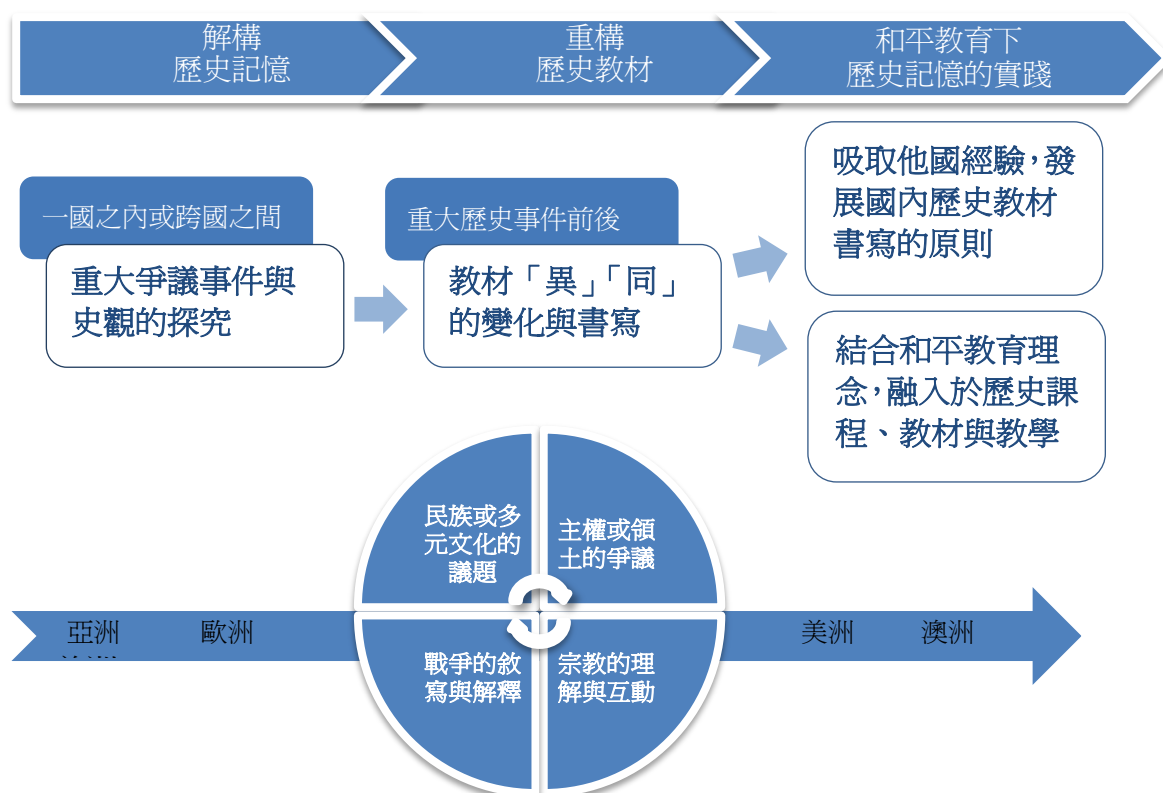 解構
歷史記憶
重構
歷史教材
和平教育下
歷史記憶的實踐
一國之內或跨國之間
重大爭議事件與
史觀的探究
重大歷史事件前後
教材「異」「同」
的變化與書寫
吸取他國經驗，發
展國內歷史教材
書寫的原則
結合和平教育理
念，融入於歷史課
程、教材與教學
民族或多
元文化的
議題
主權或領
土的爭議
戰爭的敘
寫與解釋
宗教的理
解與互動
亞洲 歐洲
美洲 澳洲